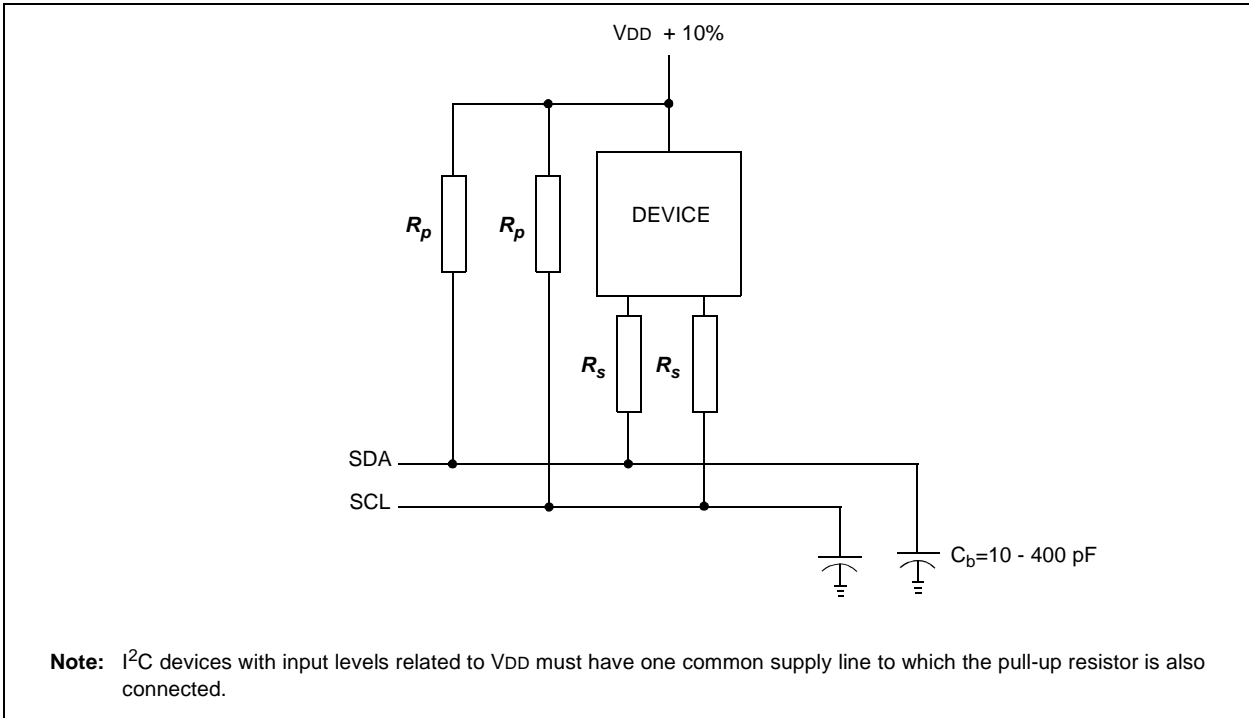 VDD + 10%
DEVICE
Rp Rp
Rs Rs
SDA
SCL
Cb=10 - 400 pF
Note: I2C devices with input levels related to VDD must have one common supply line to which the pull-up resistor is also
connected.